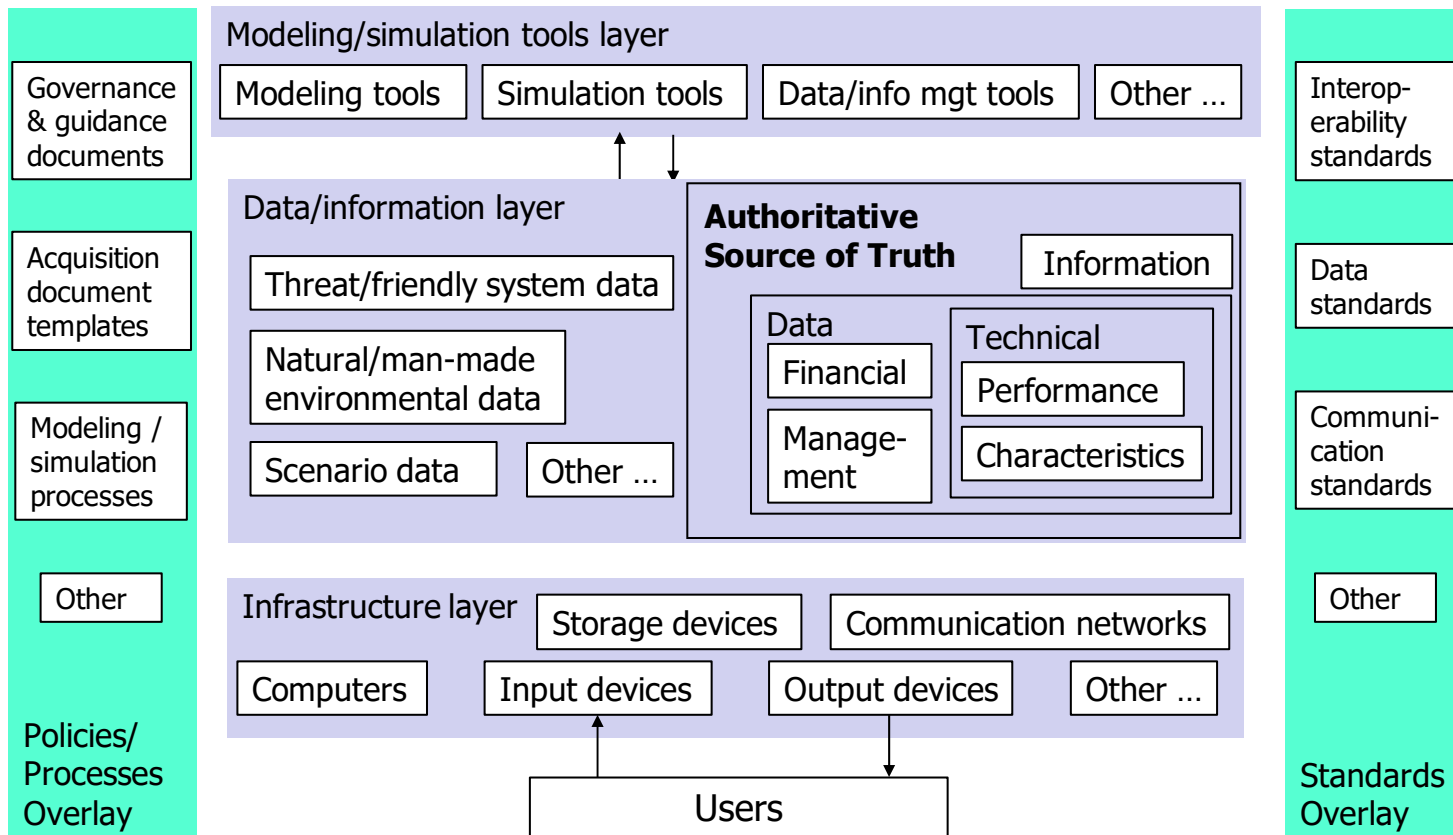 Governance
& guidance
documents
Acquisition
document
templates
Modeling /
simulation
processes
Other
Policies/
Processes
Overlay
Modeling/simulation tools layer
Modeling tools
Simulation tools
Data/info mgt tools
Other …
Data/information layer
Threat/friendly system data
Natural/man-made
environmental data
Scenario data
Other …
Authoritative
Source of Truth
Information
Data
Financial
Manage-
ment
Technical
Performance
Characteristics
Infrastructure layer
Storage devices
Communication networks
Computers
Input devices
Output devices
Other …
Users
Interop-
erability
standards
Data
standards
Communi-
cation
standards
Other
Standards
Overlay